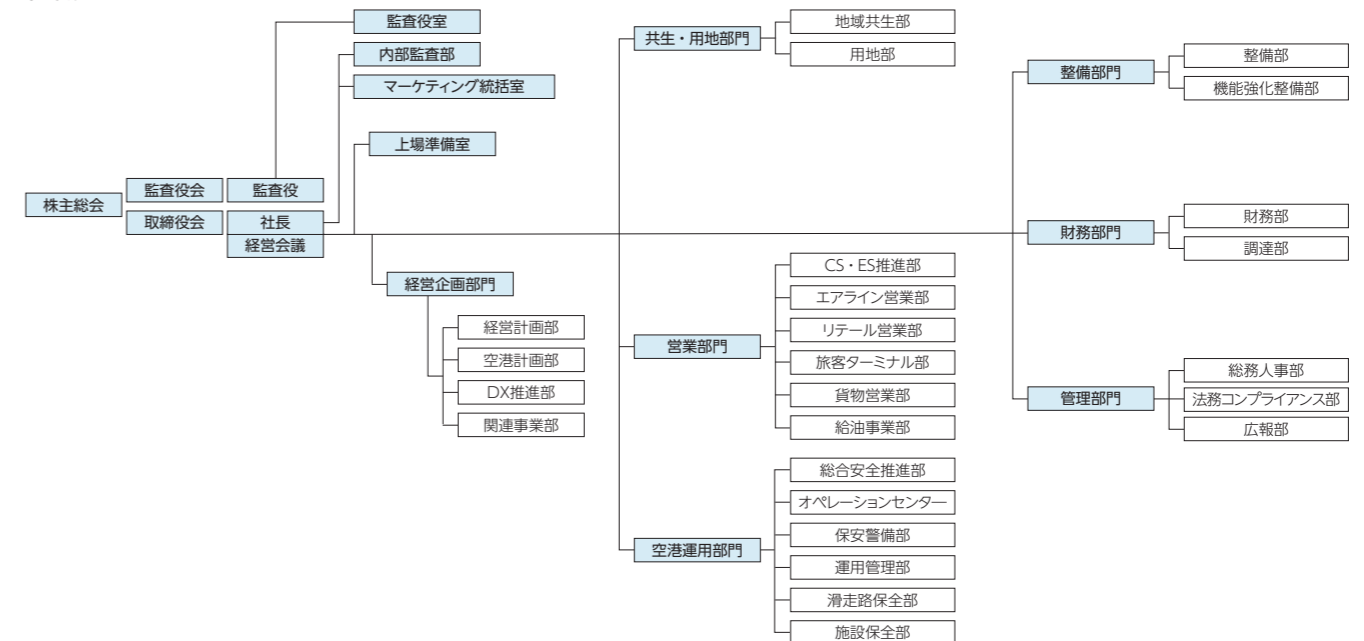 監査役室
内部監査部
マーケティング統括室
上場準備室
株主総会
監査役会
監査役
取締役会
社長
経営会議
経営企画部門
経営計画部
空港計画部
DX推進部
関連事業部
共生・用地部門
地域共生部
用地部
営業部門
CS・ES推進部
エアライン営業部
リテール営業部
旅客ターミナル部
貨物営業部
給油事業部
空港運用部門
総合安全推進部
オペレーションセンター
保安警備部
運用管理部
滑走路保全部
施設保全部
整備部門
整備部
機能強化整備部
財務部門
財務部
調達部
管理部門
総務人事部
法務コンプライアンス部
広報部